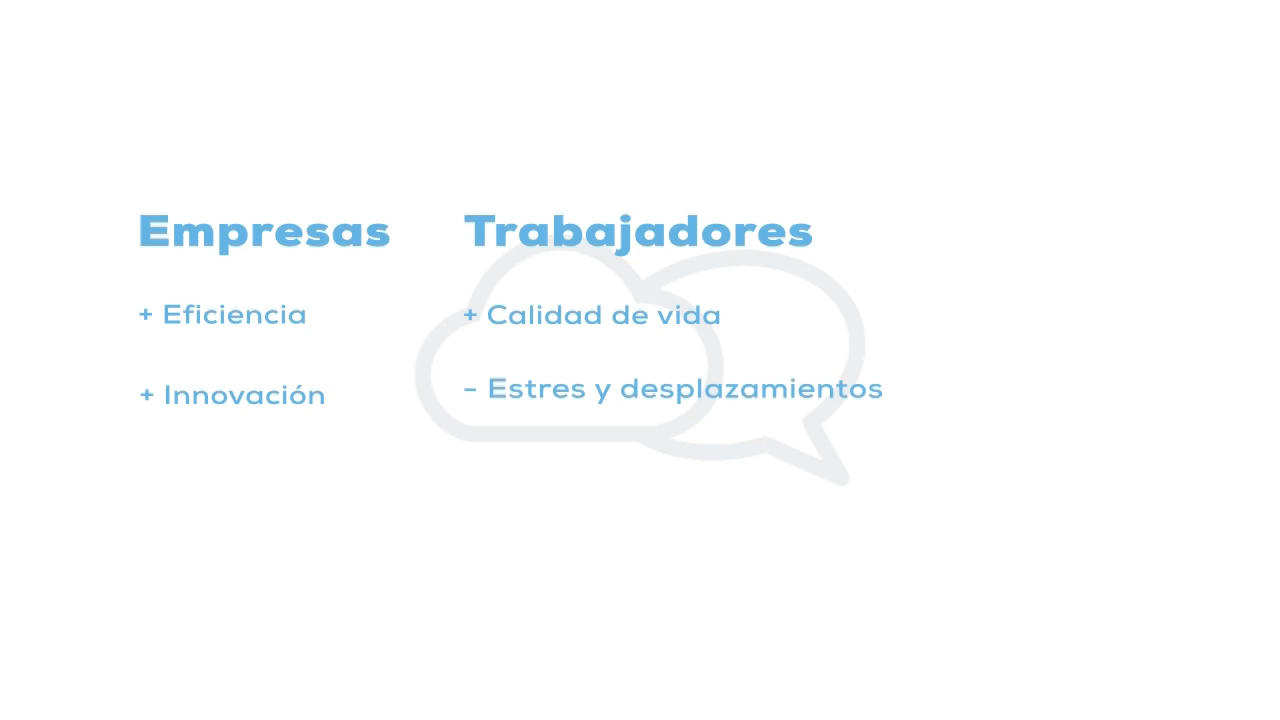 Empresas
+ Eficiencia
+ Innovación
Trabajadores
+ Calidad de vida
- Estres y desplazamientos